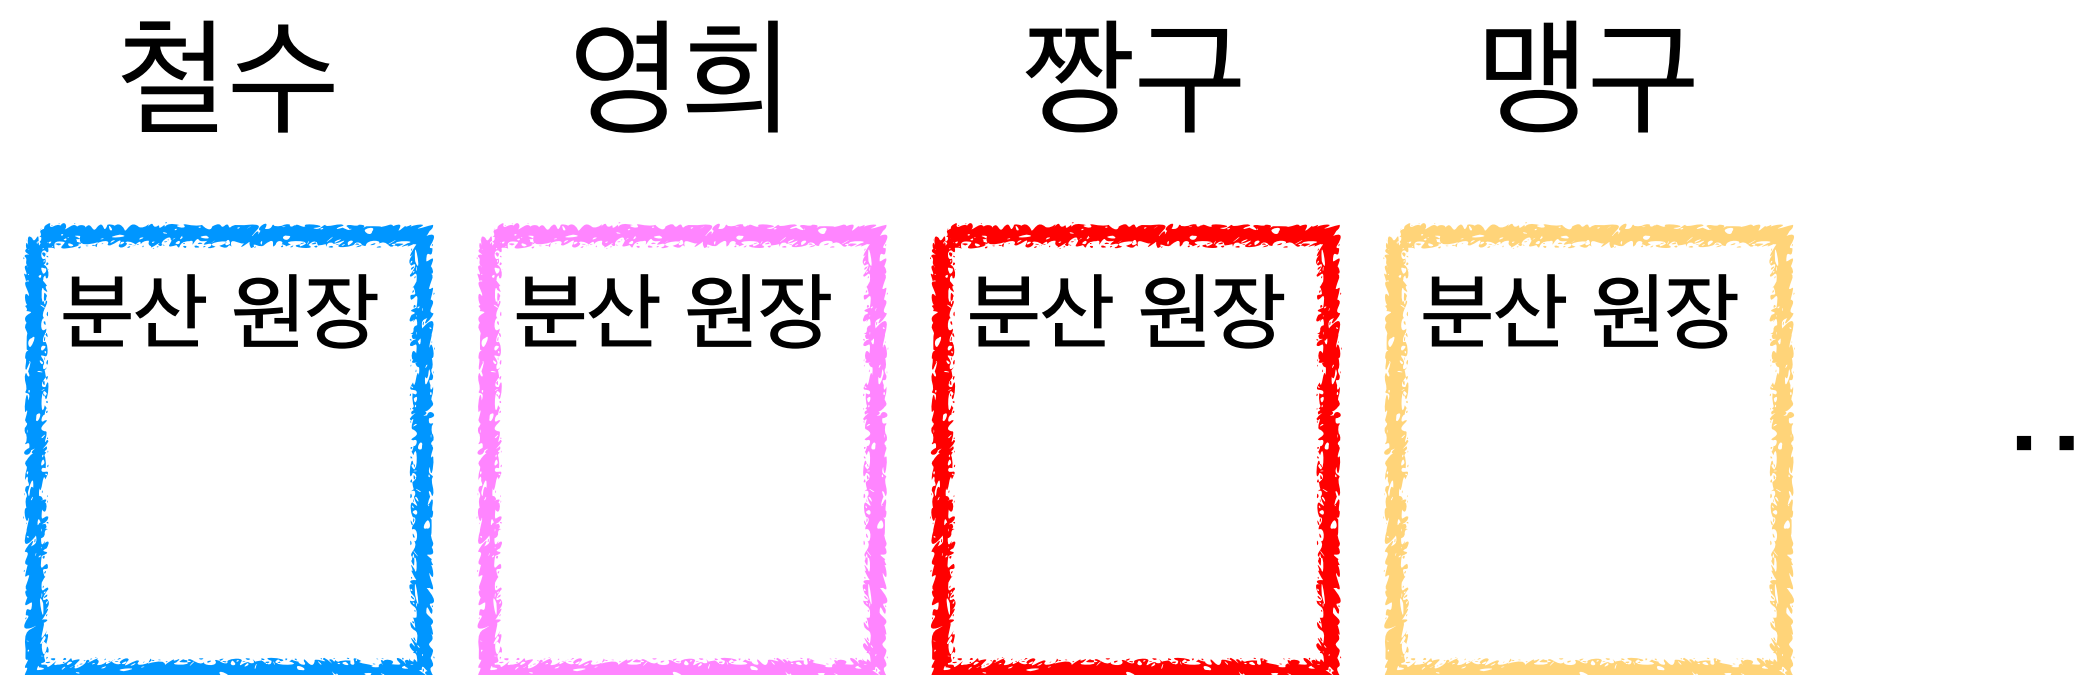 철수 영희 짱구 맹구
분산 원장 분산 원장 분산 원장 분산 원장
..